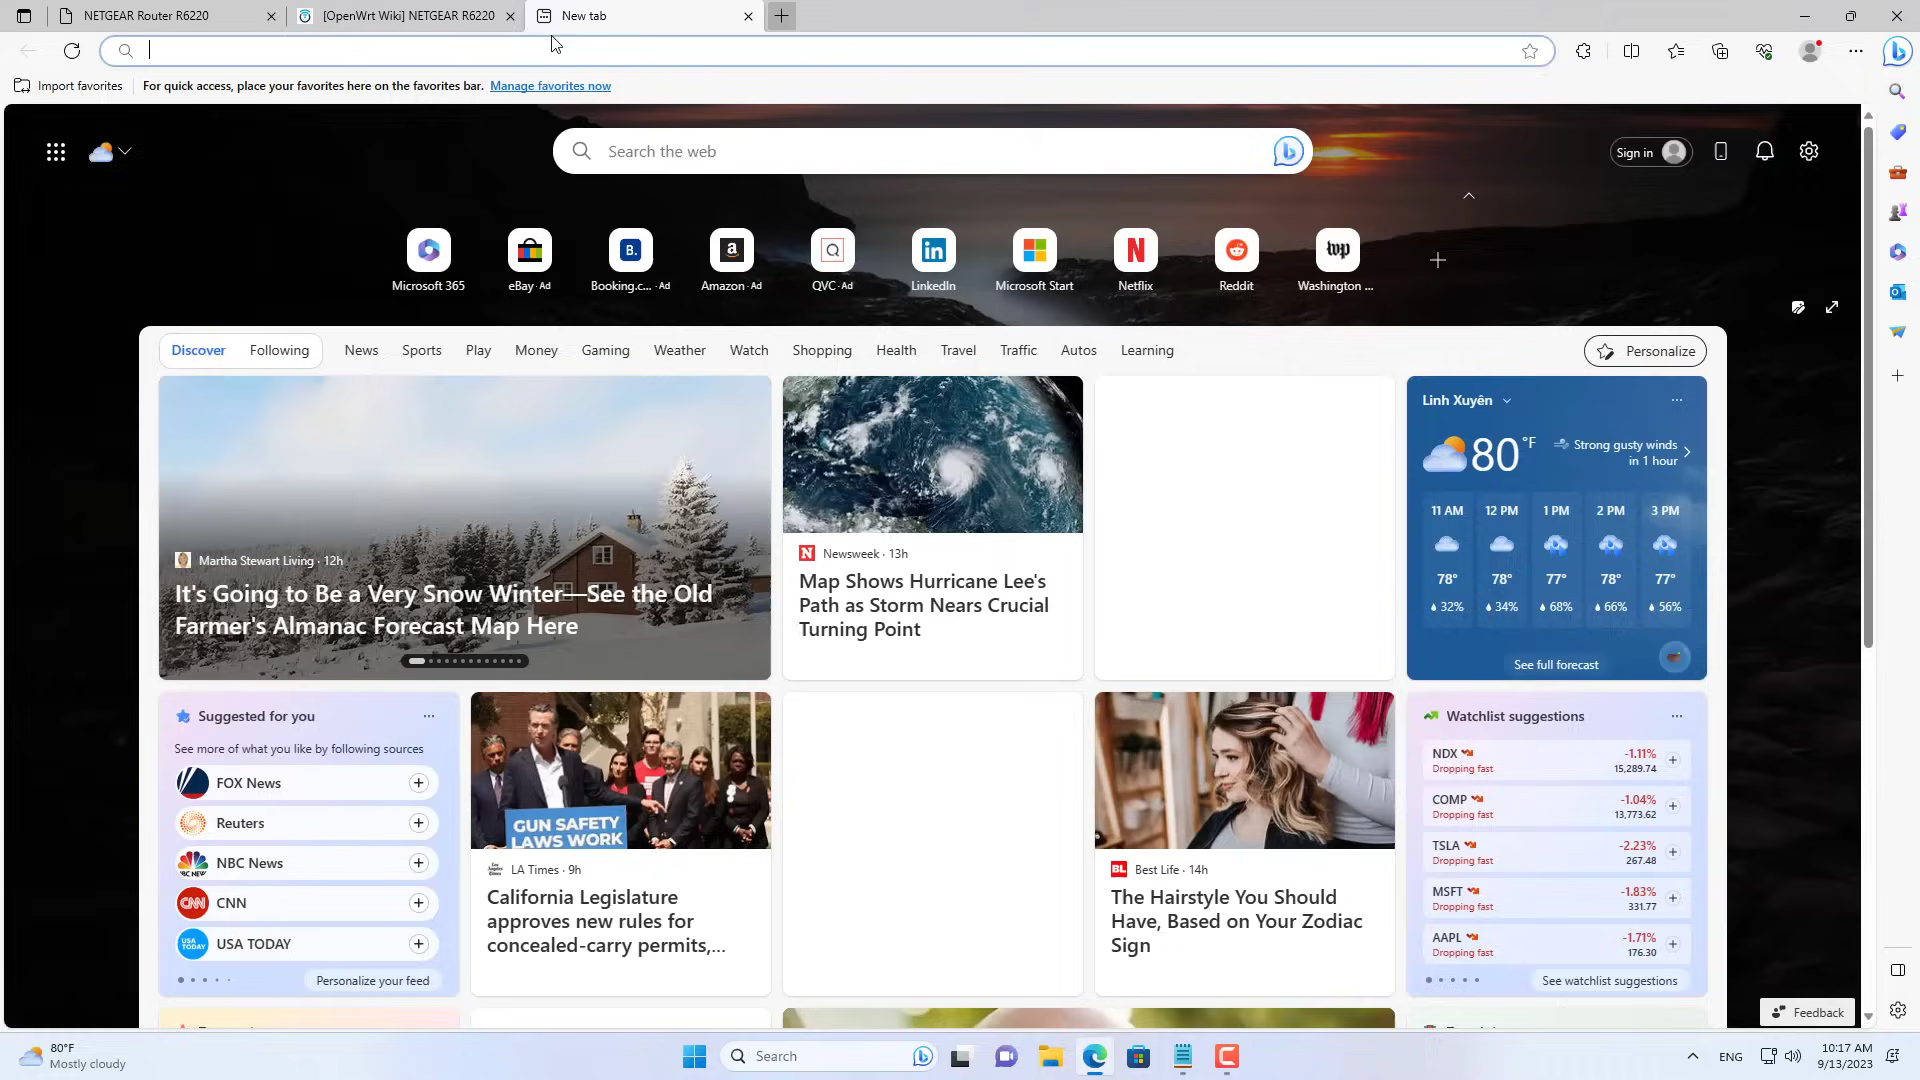 NETGEAR Router R6220
[OpenWrt Wiki] NETGEAR R6220
New tab
Import favorites
For quick access, place your favorites here on the favorites bar. Manage favorites now
Search the web
Sign in
Microsoft 365
eBay · Ad
Booking.c... · Ad
Amazon · Ad
QVC · Ad
LinkedIn
Microsoft Start
Netflix
Reddit
Washington ...
Discover
Following
News
Sports
Play
Money
Gaming
Weather
Watch
Shopping
Health
Travel
Traffic
Autos
Learning
Personalize
Martha Stewart Living · 12h
It's Going to Be a Very Snow Winter—See the Old
Farmer's Almanac Forecast Map Here
Newsweek · 13h
Map Shows Hurricane Lee's
Path as Storm Nears Crucial
Turning Point
Linh Xuyên
80 °F
Strong gusty winds
in 1 hour
11 AM 12 PM 1 PM 2 PM 3 PM
78° 78° 77° 78° 77°
32% 34% 68% 66% 56%
See full forecast
Suggested for you
See more of what you like by following sources
FOX News
Reuters
NBC News
CNN
USA TODAY
Personalize your feed
GUN SAFETY
LAWS WORK
LA Times · 9h
California Legislature
approves new rules for
concealed-carry permits,...
Best Life · 14h
The Hairstyle You Should
Have, Based on Your Zodiac
Sign
Watchlist suggestions
NDX -1.11%
Dropping fast 15,289.74
COMP -1.04%
Dropping fast 13,773.62
TSLA -2.23%
Dropping fast 267.48
MSFT -1.83%
Dropping fast 331.77
AAPL -1.71%
Dropping fast 176.30
See watchlist suggestions
Feedback
80°F
Mostly cloudy
Search
ENG
10:17 AM
9/13/2023